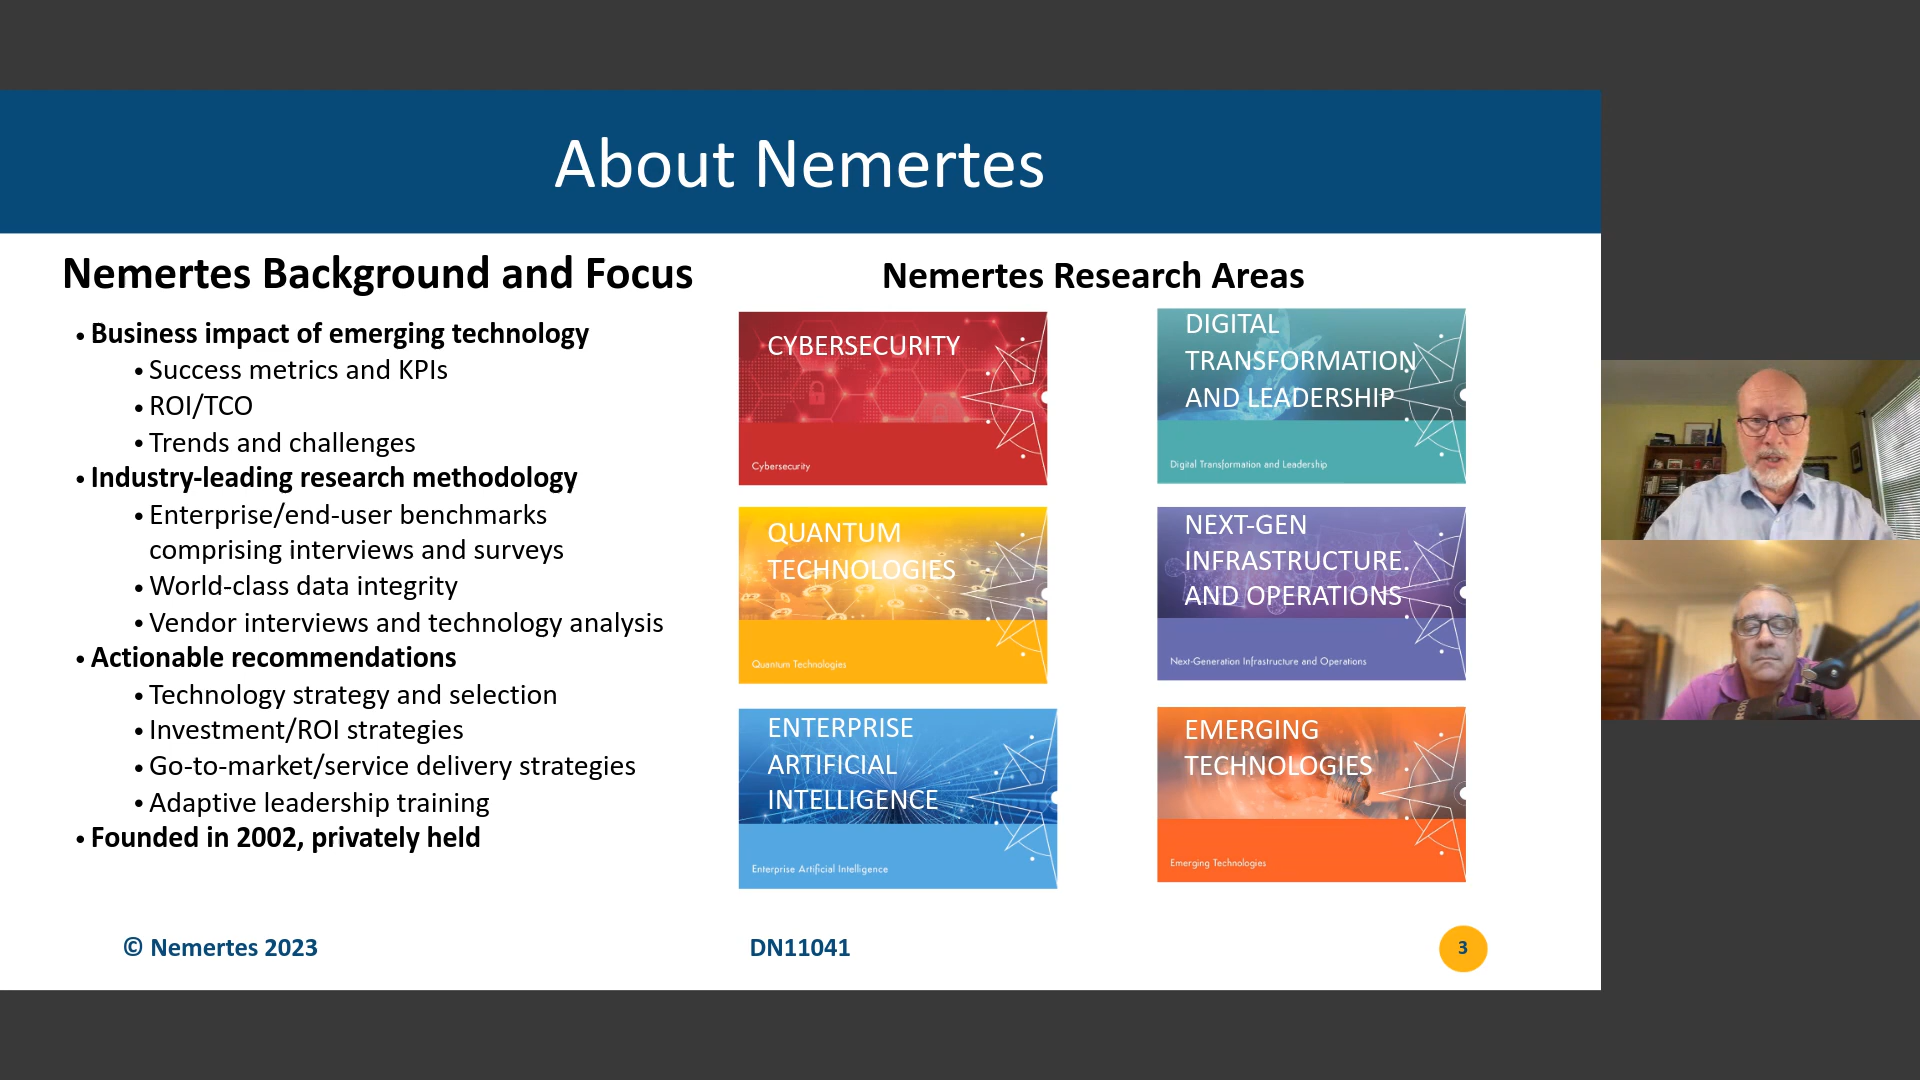 About Nemertes
Nemertes Background and Focus
• Business impact of emerging technology
• Success metrics and KPIs
• ROI/TCO
• Trends and challenges
• Industry-leading research methodology
• Enterprise/end-user benchmarks
comprising interviews and surveys
• World-class data integrity
• Vendor interviews and technology analysis
• Actionable recommendations
• Technology strategy and selection
• Investment/ROI strategies
• Go-to-market/service delivery strategies
• Adaptive leadership training
• Founded in 2002, privately held
Nemertes Research Areas
CYBERSECURITY
Cybersecurity
DIGITAL
TRANSFORMATION
AND LEADERSHIP
Digital Transformation and Leadership
QUANTUM
TECHNOLOGIES
Quantum Technologies
NEXT-GEN
INFRASTRUCTURE.
AND OPERATIONS
Next-Generation Infrastructure and Operations
ENTERPRISE
ARTIFICIAL
INTELLIGENCE
Enterprise Artificial Intelligence
EMERGING
TECHNOLOGIES
Emerging Technologies
© Nemertes 2023
DN11041
3